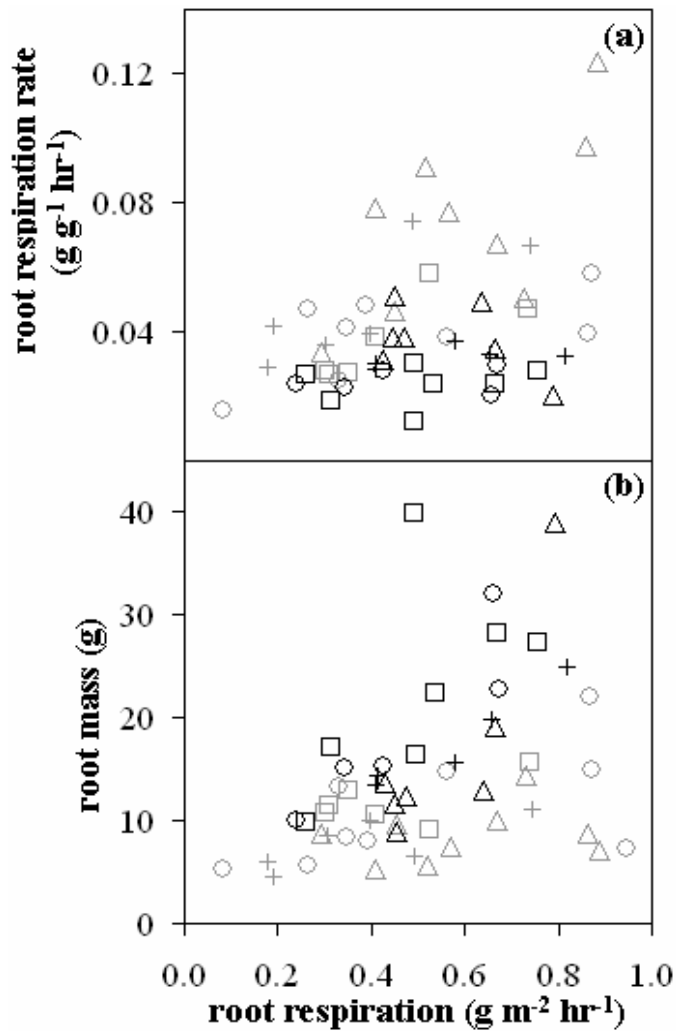 (a)
0.12
0.08
0.04
root respiration rate
(g g⁻¹ hr⁻¹)
(b)
40
30
20
10
0
root mass (g)
0.0 0.2 0.4 0.6 0.8 1.0
root respiration (g m⁻² hr⁻¹)